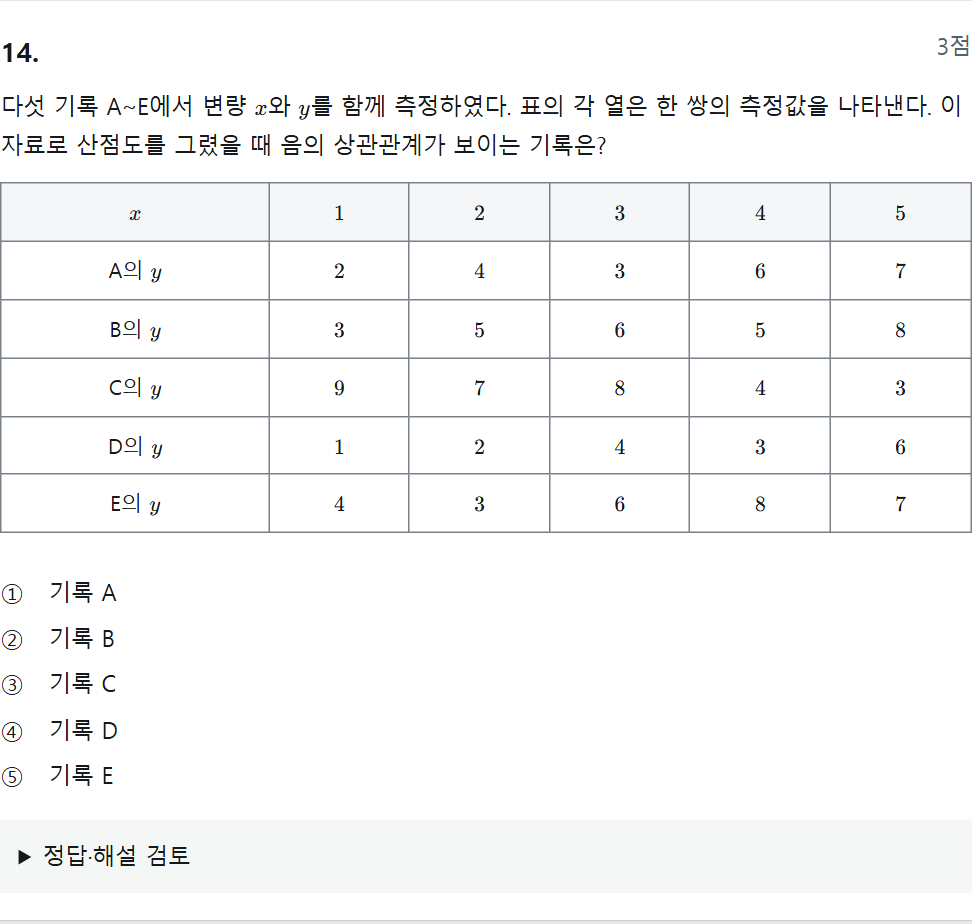 14.
3점
다섯 기록 A~E에서 변량 x와 y를 함께 측정하였다. 표의 각 열은 한 쌍의 측정값을 나타낸다. 이
자료로 산점도를 그렸을 때 음의 상관관계가 보이는 기록은?
x 1 2 3 4 5
A의 y 2 4 3 6 7
B의 y 3 5 6 5 8
C의 y 9 7 8 4 3
D의 y 1 2 4 3 6
E의 y 4 3 6 8 7
① 기록 A
② 기록 B
③ 기록 C
④ 기록 D
⑤ 기록 E
▶ 정답·해설 검토